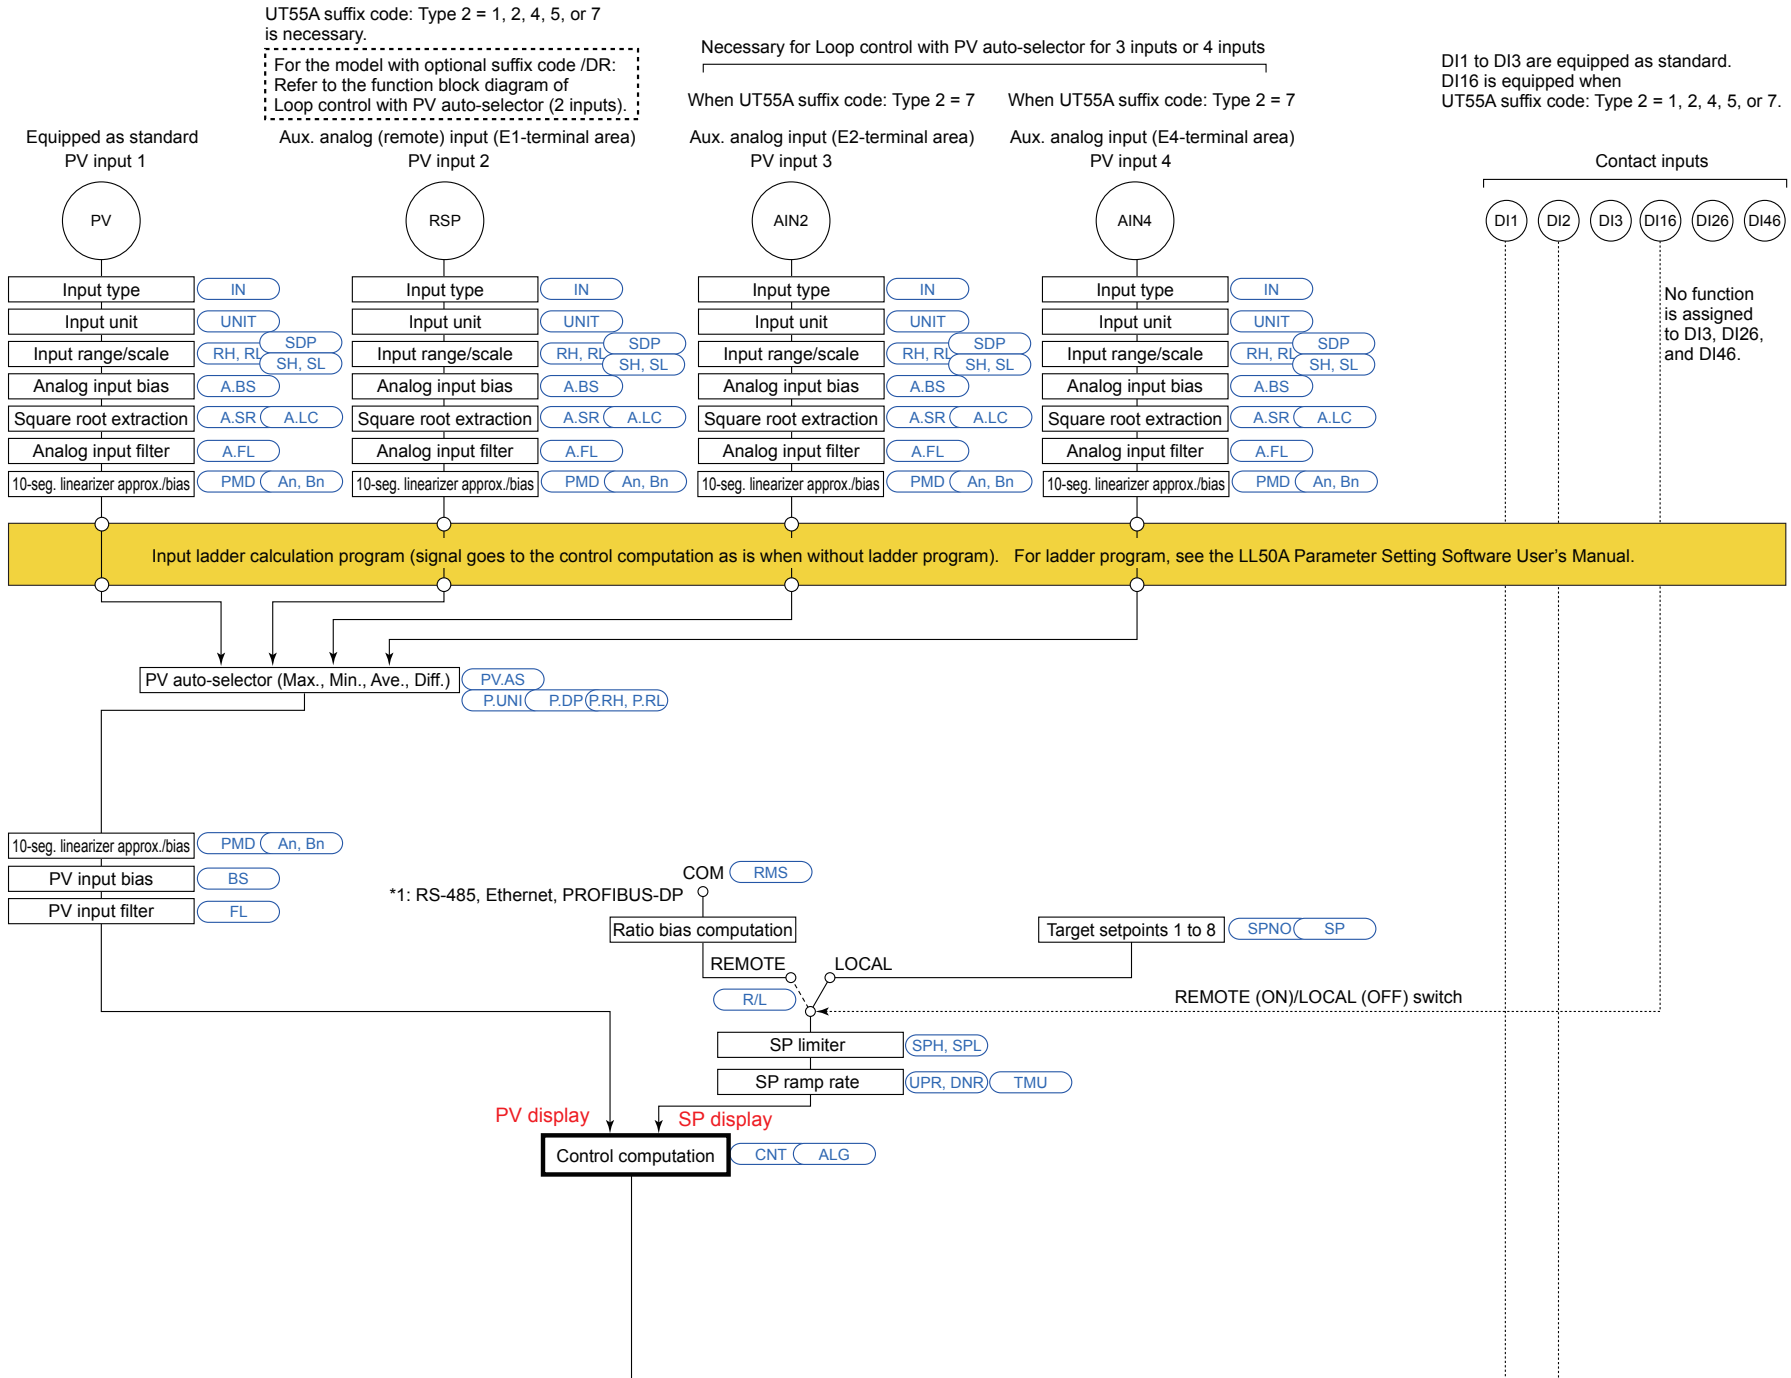 UT55A suffix code: Type 2 = 1, 2, 4, 5, or 7
is necessary.
For the model with optional suffix code /DR:
Refer to the function block diagram of
Loop control with PV auto-selector (2 inputs).
Necessary for Loop control with PV auto-selector for 3 inputs or 4 inputs
When UT55A suffix code: Type 2 = 7
When UT55A suffix code: Type 2 = 7
DI1 to DI3 are equipped as standard.
DI16 is equipped when
UT55A suffix code: Type 2 = 1, 2, 4, 5, or 7.
Equipped as standard
PV input 1
Aux. analog (remote) input (E1-terminal area)
PV input 2
Aux. analog input (E2-terminal area)
PV input 3
Aux. analog input (E4-terminal area)
PV input 4
Contact inputs
PV
RSP
AIN2
AIN4
DI1
DI2
DI3
DI16
DI26
DI46
Input type IN
Input unit UNIT
Input range/scale RH, RL SDP SH, SL
Analog input bias A.BS
Square root extraction A.SR A.LC
Analog input filter A.FL
10-seg. linearizer approx./bias PMD An, Bn
Input type IN
Input unit UNIT
Input range/scale RH, RL SDP SH, SL
Analog input bias A.BS
Square root extraction A.SR A.LC
Analog input filter A.FL
10-seg. linearizer approx./bias PMD An, Bn
Input type IN
Input unit UNIT
Input range/scale RH, RL SDP SH, SL
Analog input bias A.BS
Square root extraction A.SR A.LC
Analog input filter A.FL
10-seg. linearizer approx./bias PMD An, Bn
Input type IN
Input unit UNIT
Input range/scale RH, RL SDP SH, SL
Analog input bias A.BS
Square root extraction A.SR A.LC
Analog input filter A.FL
10-seg. linearizer approx./bias PMD An, Bn
No function
is assigned
to DI3, DI26,
and DI46.
Input ladder calculation program (signal goes to the control computation as is when without ladder program). For ladder program, see the LL50A Parameter Setting Software User's Manual.
PV auto-selector (Max., Min., Ave., Diff.) PV.AS
P.UNI P.DP P.RH, P.RL
10-seg. linearizer approx./bias PMD An, Bn
PV input bias BS
PV input filter FL
COM RMS
*1: RS-485, Ethernet, PROFIBUS-DP
Ratio bias computation
Target setpoints 1 to 8 SPNO SP
REMOTE LOCAL
R/L
REMOTE (ON)/LOCAL (OFF) switch
SP limiter SPH, SPL
SP ramp rate UPR, DNR TMU
PV display SP display
Control computation CNT ALG